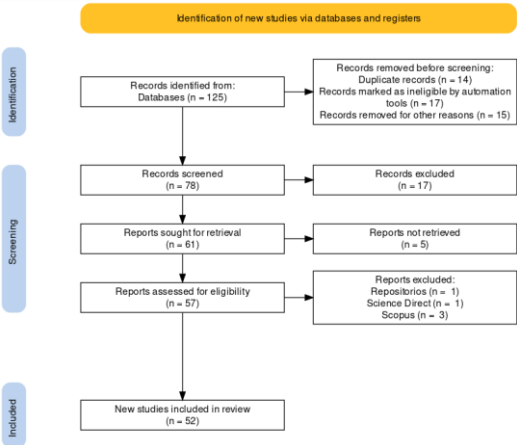 Identification of new studies via databases and registers
Identification
Records identified from:
Databases (n = 125)
Records removed before screening:
Duplicate records (n = 14)
Records marked as ineligible by automation
tools (n = 17)
Records removed for other reasons (n = 15)
Screening
Records screened
(n = 78)
Records excluded
(n = 17)
Reports sought for retrieval
(n = 61)
Reports not retrieved
(n = 5)
Reports assessed for eligibility
(n = 57)
Reports excluded:
Repositorios (n = 1)
Science Direct (n = 1)
Scopus (n = 3)
Included
New studies included in review
(n = 52)